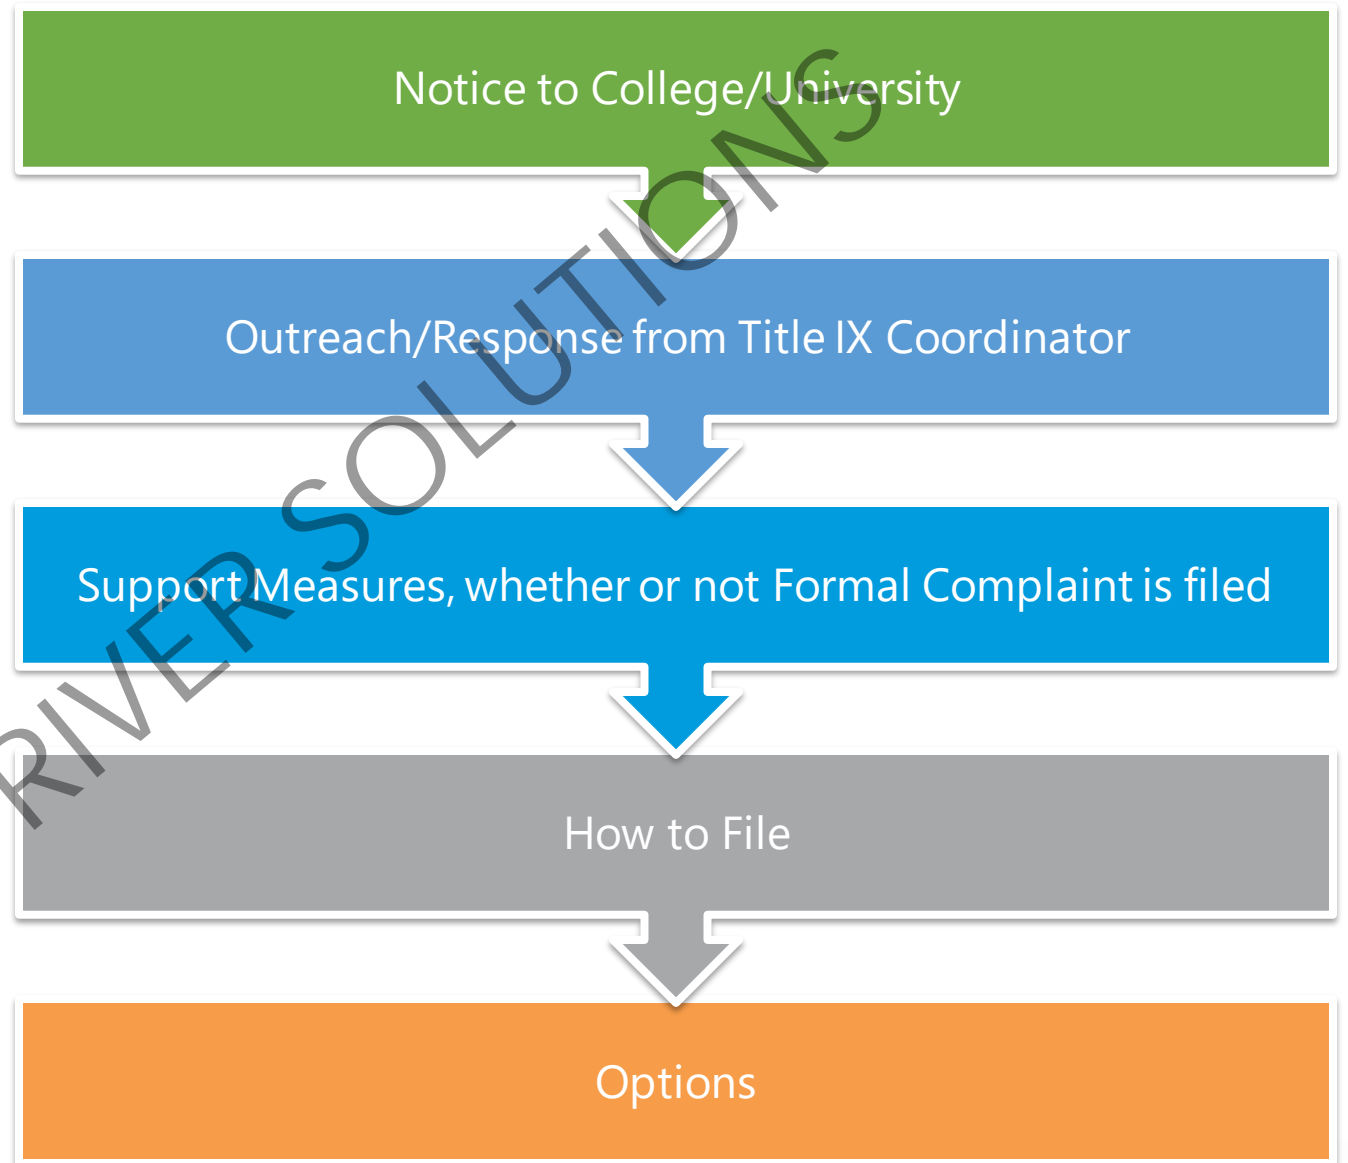 Notice to College/University
Outreach/Response from Title IX Coordinator
Support Measures, whether or not Formal Complaint is filed
How to File
Options
RIVER SOLUTIONS